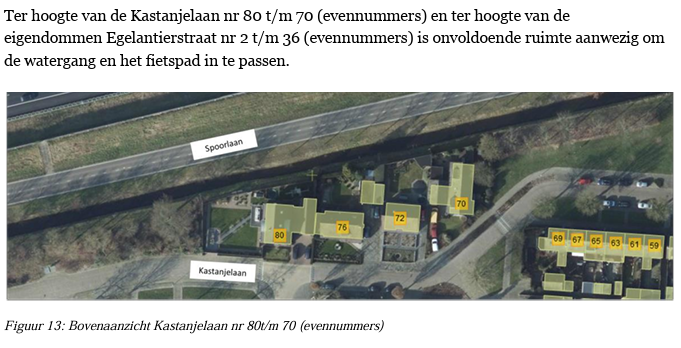 Ter hoogte van de Kastanjelaan nr 80 t/m 70 (evennummers) en ter hoogte van de
eigendommen Egelantierstraat nr 2 t/m 36 (evennummers) is onvoldoende ruimte aanwezig om
de watergang en het fietspad in te passen.
Spoorlaan
70
72
76
80
69 67 65 63 61 59
Kastanjelaan
Figuur 13: Bovenaanzicht Kastanjelaan nr 80t/m 70 (evennummers)